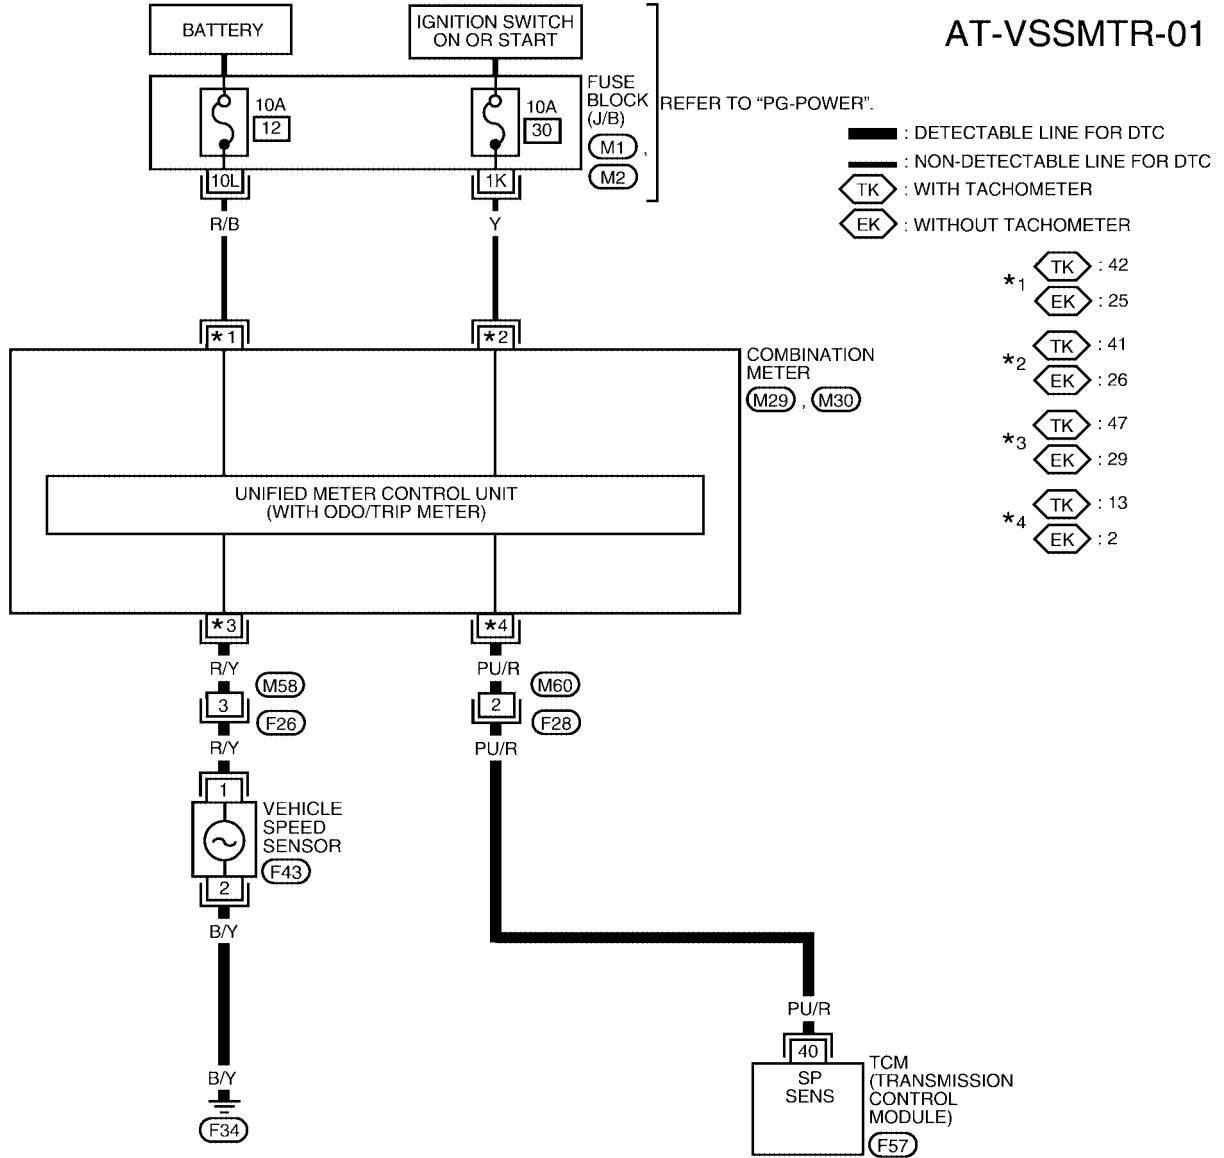 BATTERY
IGNITION SWITCH
ON OR START
AT-VSSMTR-01
FUSE
BLOCK
(J/B)
M1 ,
M2
REFER TO "PG-POWER".
10A
12
10A
30
10L
1K
R/B
Y
: DETECTABLE LINE FOR DTC
: NON-DETECTABLE LINE FOR DTC
TK : WITH TACHOMETER
EK : WITHOUT TACHOMETER
*1 TK : 42
EK : 25
*2 TK : 41
EK : 26
*3 TK : 47
EK : 29
*4 TK : 13
EK : 2
*1
*2
COMBINATION
METER
M29 , M30
UNIFIED METER CONTROL UNIT
(WITH ODO/TRIP METER)
*3
*4
R/Y
PU/R
M58
M60
3
2
F26
F28
R/Y
PU/R
1
VEHICLE
SPEED
SENSOR
F43
2
B/Y
B/Y
F34
PU/R
40
SP
SENS
TCM
(TRANSMISSION
CONTROL
MODULE)
F57